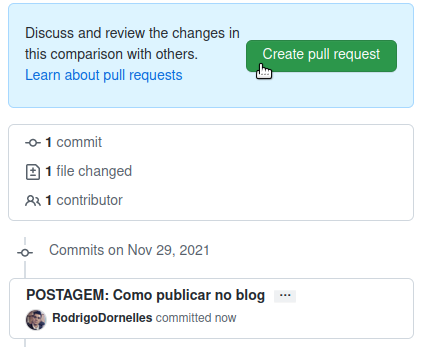 Discuss and review the changes in
this comparison with others.
Learn about pull requests
Create pull request
1 commit
1 file changed
1 contributor
Commits on Nov 29, 2021
POSTAGEM: Como publicar no blog ...
RodrigoDornelles committed now